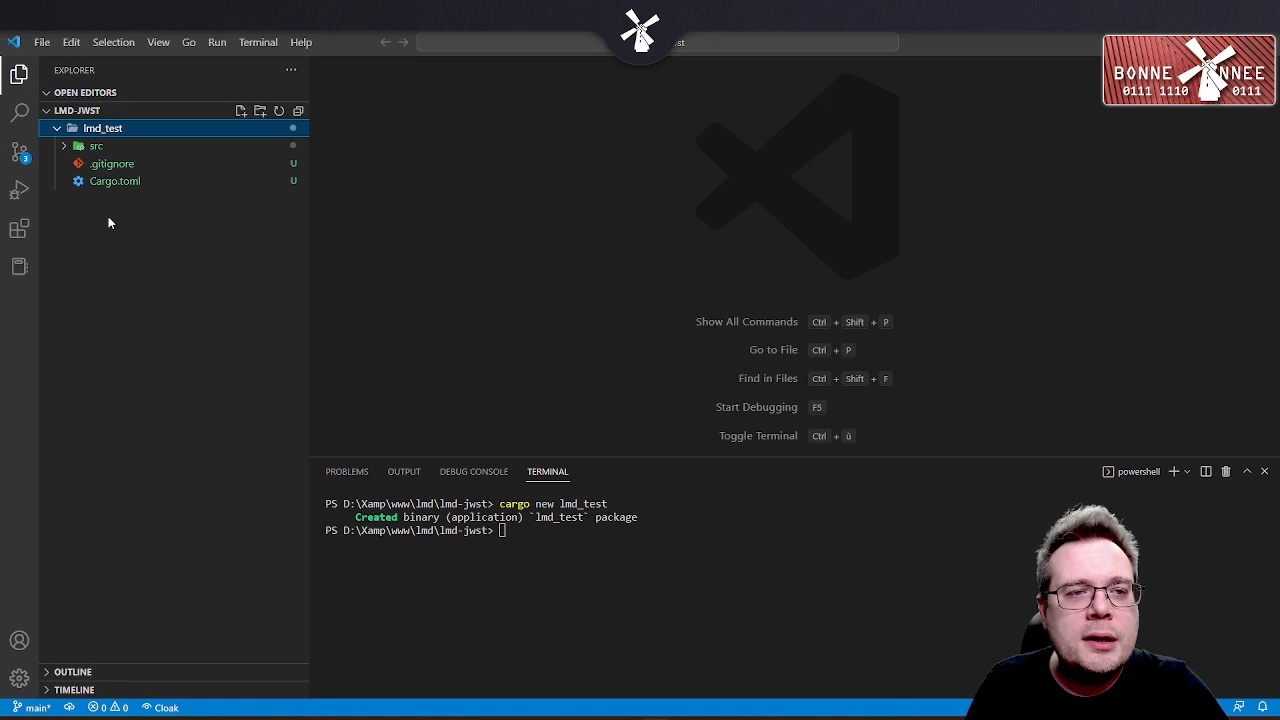 File Edit Selection View Go Run Terminal Help
BONNE NNEE
0111 1110 0111
EXPLORER
OPEN EDITORS
LMD-JWST
lmd_test
src
.gitignore U
Cargo.toml U
3
Show All Commands Ctrl + Shift + P
Go to File Ctrl + P
Find in Files Ctrl + Shift + F
Start Debugging F5
Toggle Terminal Ctrl + ù
PROBLEMS OUTPUT DEBUG CONSOLE TERMINAL
powershell
PS D:\Xamp\www\lmd\lmd-jwst> cargo new lmd_test
Created binary (application) `lmd_test` package
PS D:\Xamp\www\lmd\lmd-jwst>
OUTLINE
TIMELINE
main* 0 0 Cloak